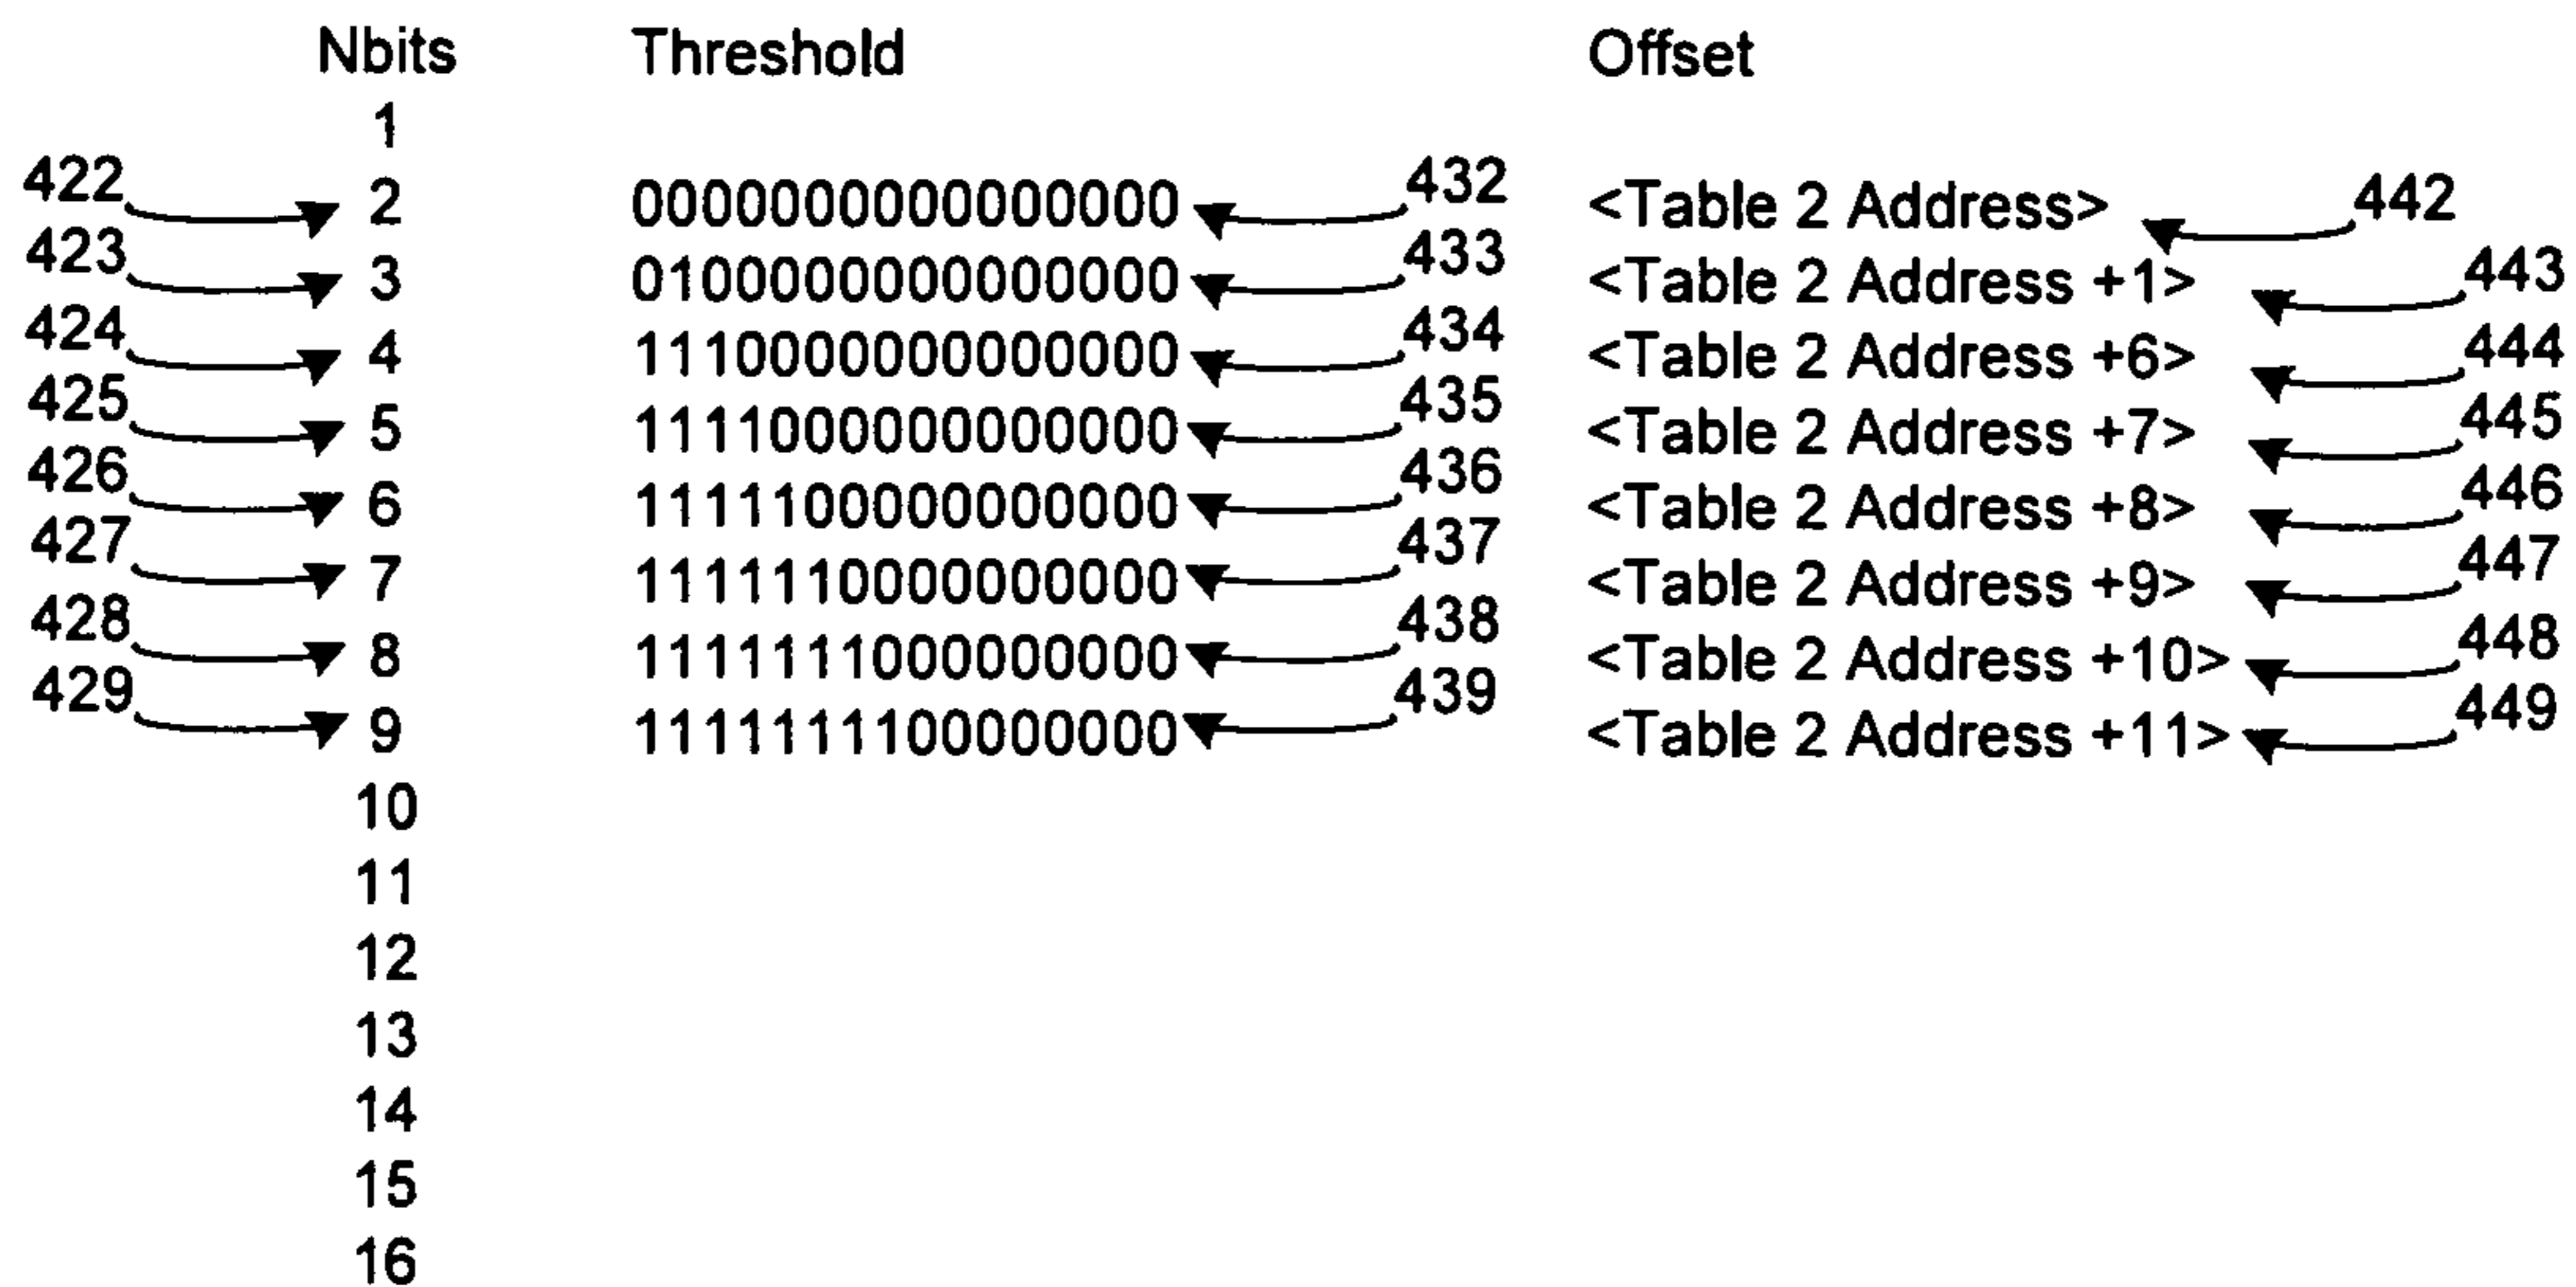 Nbits Threshold Offset
1
422 2 0000000000000000 432 <Table 2 Address> 442
423 3 0100000000000000 433 <Table 2 Address +1> 443
424 4 1110000000000000 434 <Table 2 Address +6> 444
425 5 1111000000000000 435 <Table 2 Address +7> 445
426 6 1111100000000000 436 <Table 2 Address +8> 446
427 7 1111110000000000 437 <Table 2 Address +9> 447
428 8 1111111000000000 438 <Table 2 Address +10> 448
429 9 1111111100000000 439 <Table 2 Address +11> 449
10
11
12
13
14
15
16